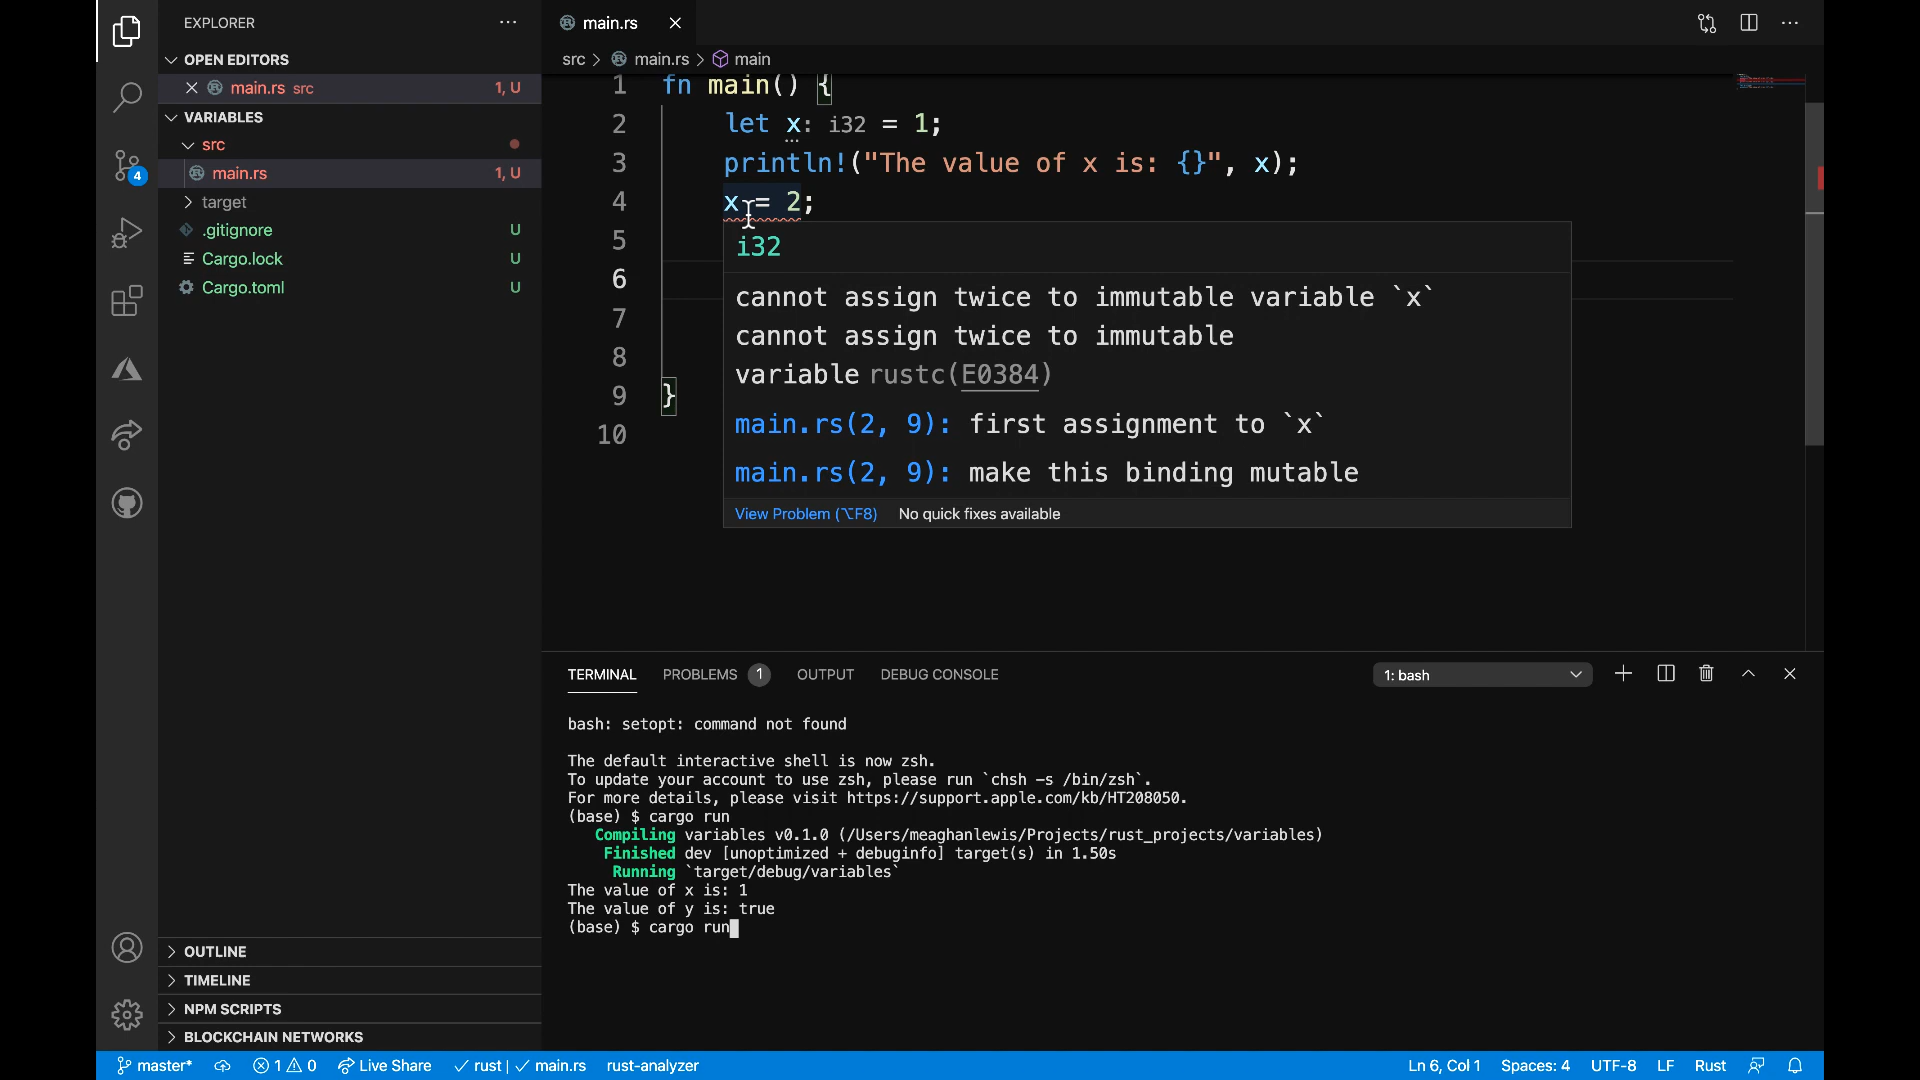 EXPLORER
···
main.rs
OPEN EDITORS
src > main.rs > main
main.rs src 1, U
VARIABLES
src
main.rs 1, U
target
.gitignore U
Cargo.lock U
Cargo.toml U
4
1 fn main() {
2 let x: i32 = 1;
3 println!("The value of x is: {}", x);
4 x = 2;
5
6
7
8
9 }
10
i32
cannot assign twice to immutable variable `x`
cannot assign twice to immutable
variable rustc(E0384)
main.rs(2, 9): first assignment to `x`
main.rs(2, 9): make this binding mutable
View Problem (⌥F8) No quick fixes available
TERMINAL PROBLEMS 1 OUTPUT DEBUG CONSOLE 1: bash
bash: setopt: command not found
The default interactive shell is now zsh.
To update your account to use zsh, please run `chsh -s /bin/zsh`.
For more details, please visit https://support.apple.com/kb/HT208050.
(base) $ cargo run
Compiling variables v0.1.0 (/Users/meaghanlewis/Projects/rust_projects/variables)
Finished dev [unoptimized + debuginfo] target(s) in 1.50s
Running `target/debug/variables`
The value of x is: 1
The value of y is: true
(base) $ cargo run
OUTLINE
TIMELINE
NPM SCRIPTS
BLOCKCHAIN NETWORKS
master* 1 0 Live Share rust | main.rs rust-analyzer Ln 6, Col 1 Spaces: 4 UTF-8 LF Rust